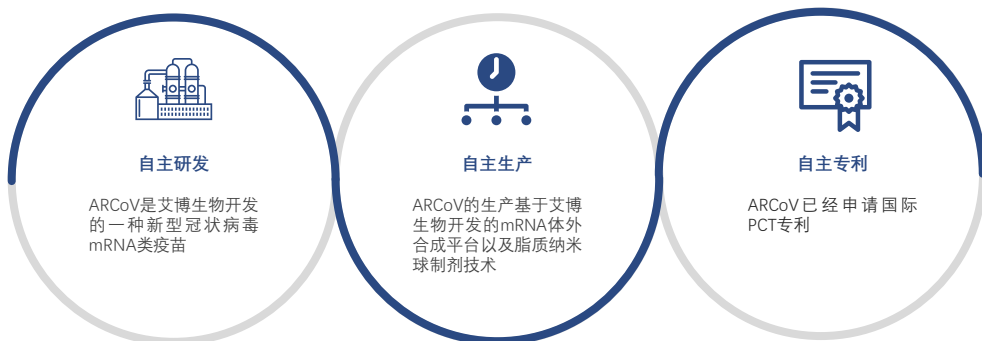 自主研发
ARCoV是艾博生物开发
的一种新型冠状病毒
mRNA类疫苗
自主生产
ARCoV的生产基于艾博
生物开发的mRNA体外
合成平台以及脂质纳米
球制剂技术
自主专利
ARCoV已经申请国际
PCT专利